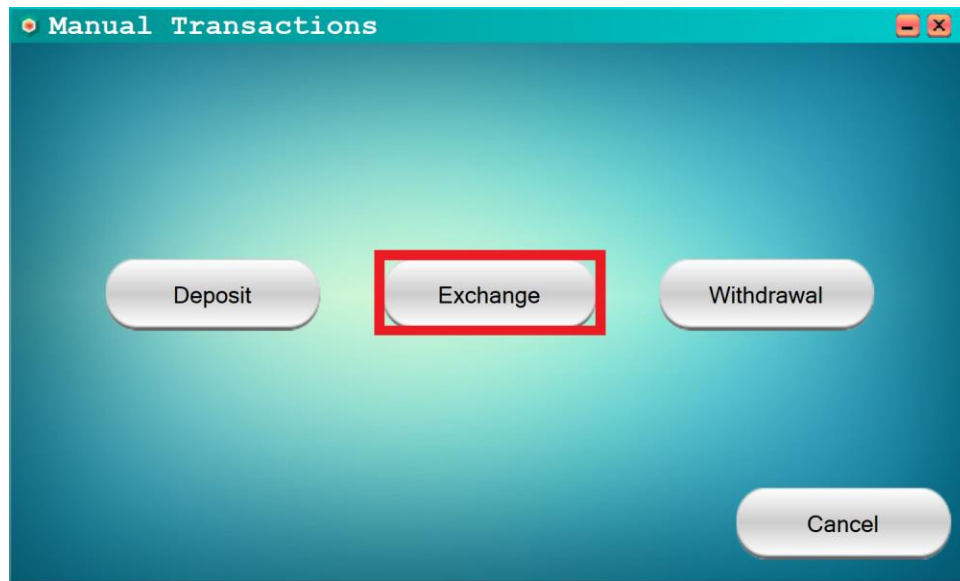 Manual Transactions
Deposit
Exchange
Withdrawal
Cancel